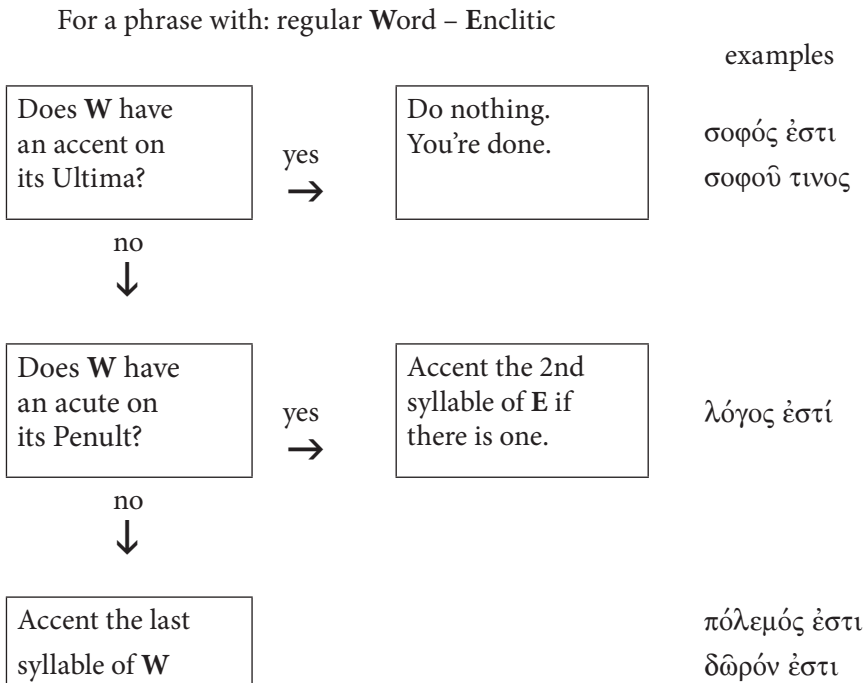 For a phrase with: regular Word – Enclitic
examples
Does W have
an accent on
its Ultima?
yes
→
Do nothing.
You're done.
σοφός ἐστι
σοφοῦ τινος
no
↓
Does W have
an acute on
its Penult?
yes
→
Accent the 2nd
syllable of E if
there is one.
λόγος ἐστί
no
↓
Accent the last
syllable of W
πόλεμός ἐστι
δῶρόν ἐστι